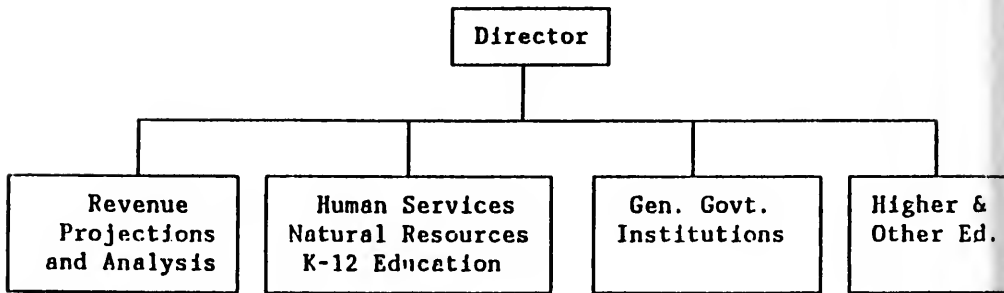 Director
Revenue
Projections
and Analysis
Human Services
Natural Resources
K-12 Education
Gen. Govt.
Institutions
Higher &
Other Ed.